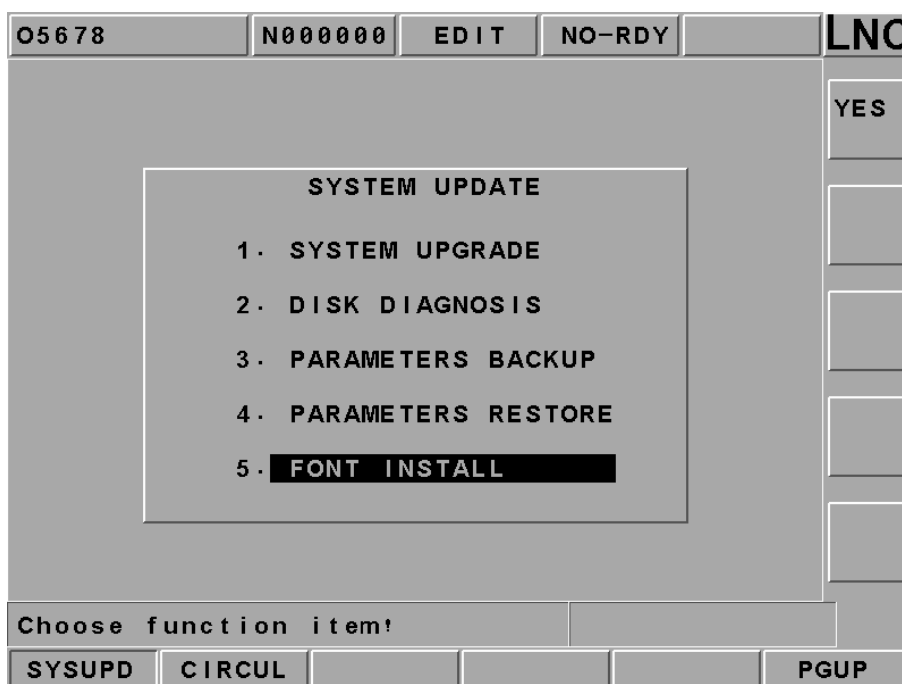 O5678 N000000 EDIT NO-RDY LNC
YES
SYSTEM UPDATE
1. SYSTEM UPGRADE
2. DISK DIAGNOSIS
3. PARAMETERS BACKUP
4. PARAMETERS RESTORE
5. FONT INSTALL
Choose function item!
SYSUPD CIRCUL PGUP